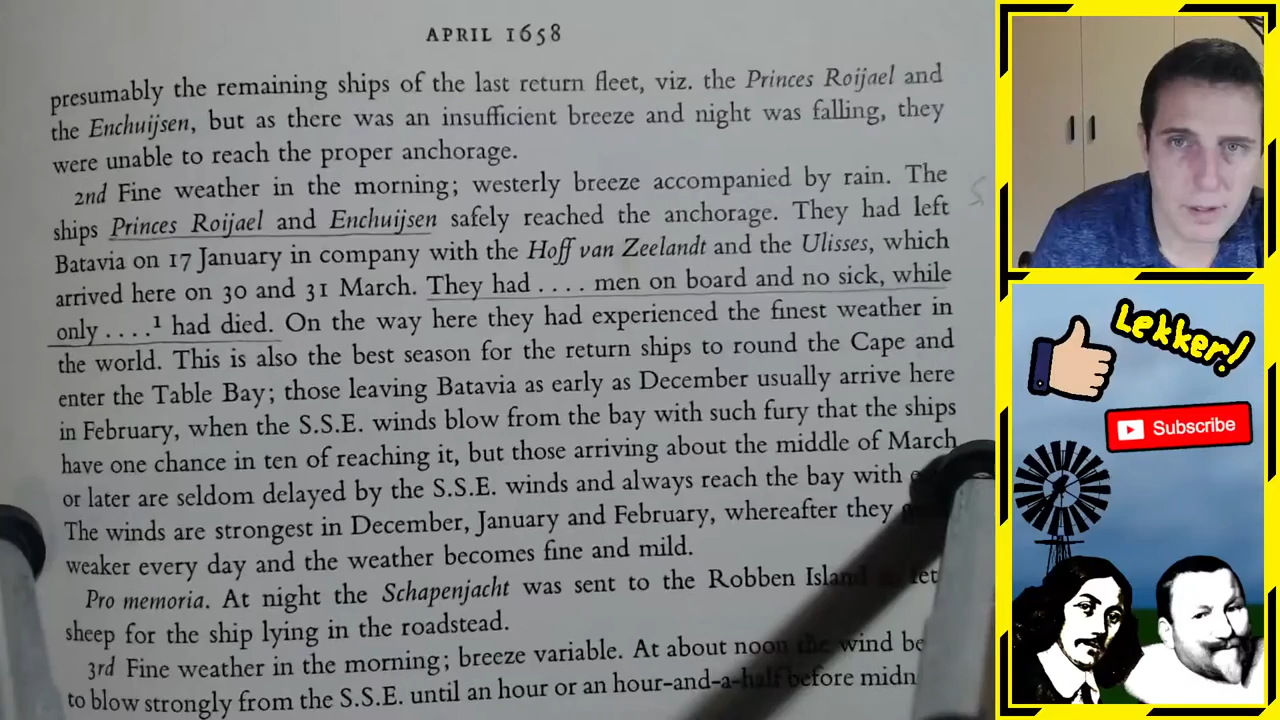 APRIL 1658
presumably the remaining ships of the last return fleet, viz. the Princes Roijael and
the Enchuijsen, but as there was an insufficient breeze and night was falling, they
were unable to reach the proper anchorage.
2nd Fine weather in the morning; westerly breeze accompanied by rain. The
ships Princes Roijael and Enchuijsen safely reached the anchorage. They had left
Batavia on 17 January in company with the Hoff van Zeelandt and the Ulisses, which
arrived here on 30 and 31 March. They had .... men on board and no sick, while
only ....¹ had died. On the way here they had experienced the finest weather in
the world. This is also the best season for the return ships to round the Cape and
enter the Table Bay; those leaving Batavia as early as December usually arrive here
in February, when the S.S.E. winds blow from the bay with such fury that the ships
have one chance in ten of reaching it, but those arriving about the middle of March
or later are seldom delayed by the S.S.E. winds and always reach the bay with
The winds are strongest in December, January and February, whereafter they
weaker every day and the weather becomes fine and mild.
Pro memoria. At night the Schapenjacht was sent to the Robben Island
sheep for the ship lying in the roadstead.
3rd Fine weather in the morning; breeze variable. At about noon the wind be
to blow strongly from the S.S.E. until an hour or an hour-and-a-half before midn
Lekker!
Subscribe